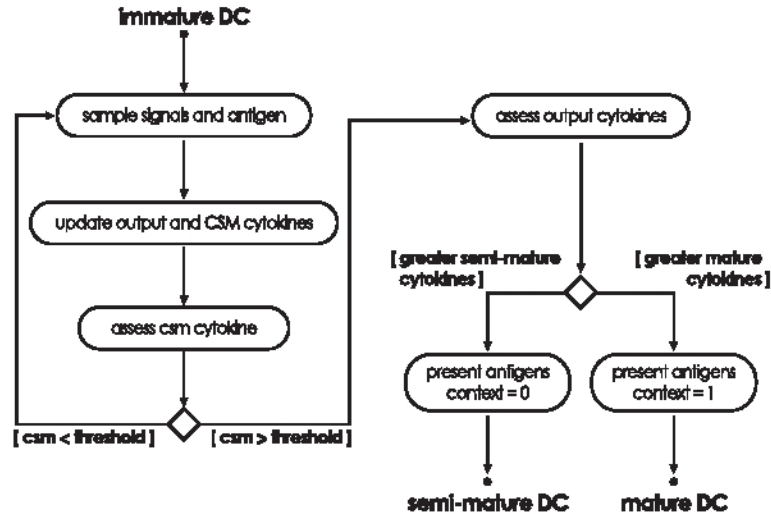 immature DC
sample signals and antigen
update output and CSM cytokines
assess csm cytokine
[ csm < threshold ]
[ csm > threshold ]
assess output cytokines
[ greater semi-mature
cytokines ]
[ greater mature
cytokines ]
present antigens
context = 0
present antigens
context = 1
semi-mature DC
mature DC